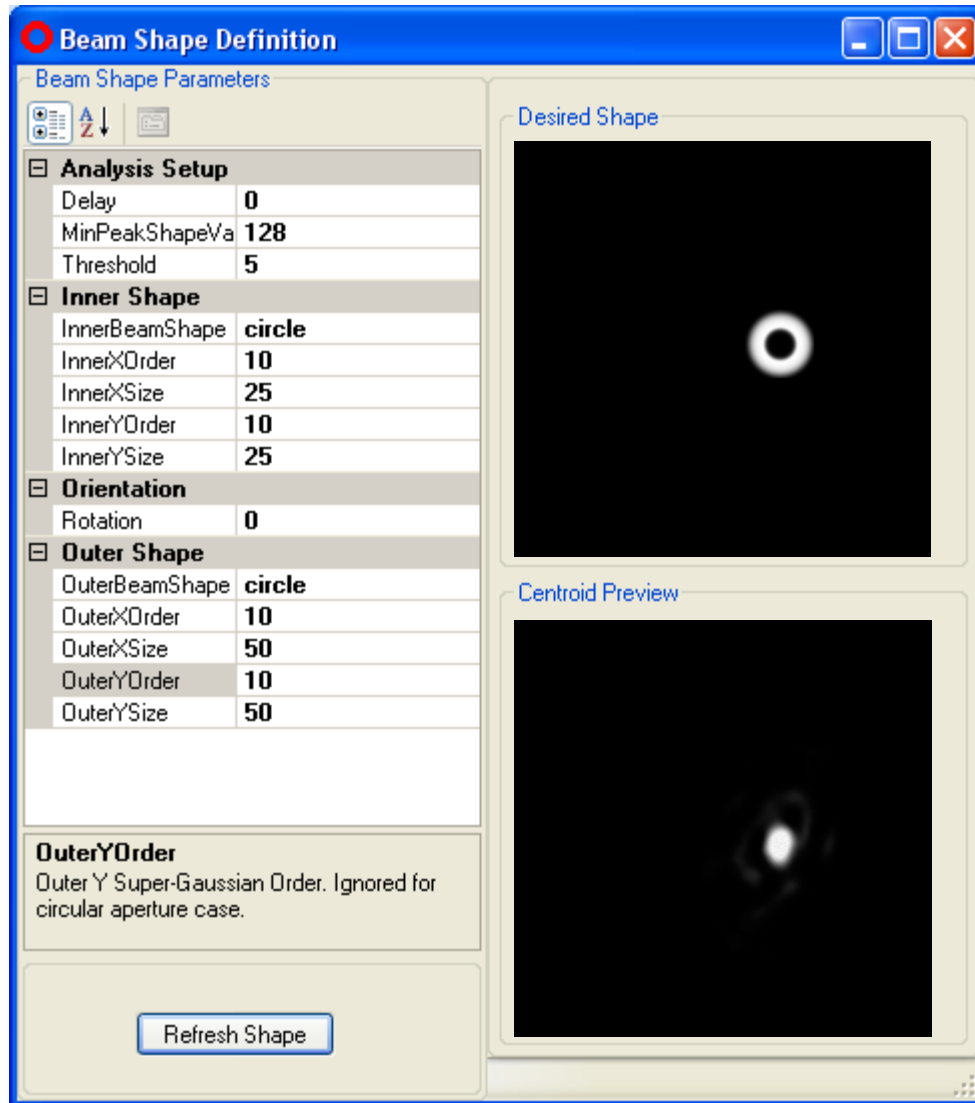 Beam Shape Definition
Beam Shape Parameters
A
Z
Analysis Setup
Delay 0
MinPeakShapeVa 128
Threshold 5
Inner Shape
InnerBeamShape circle
InnerXOrder 10
InnerXSize 25
InnerYOrder 10
InnerYSize 25
Orientation
Rotation 0
Outer Shape
OuterBeamShape circle
OuterXOrder 10
OuterXSize 50
OuterYOrder 10
OuterYSize 50
OuterYOrder
Outer Y Super-Gaussian Order. Ignored for
circular aperture case.
Refresh Shape
Desired Shape
Centroid Preview